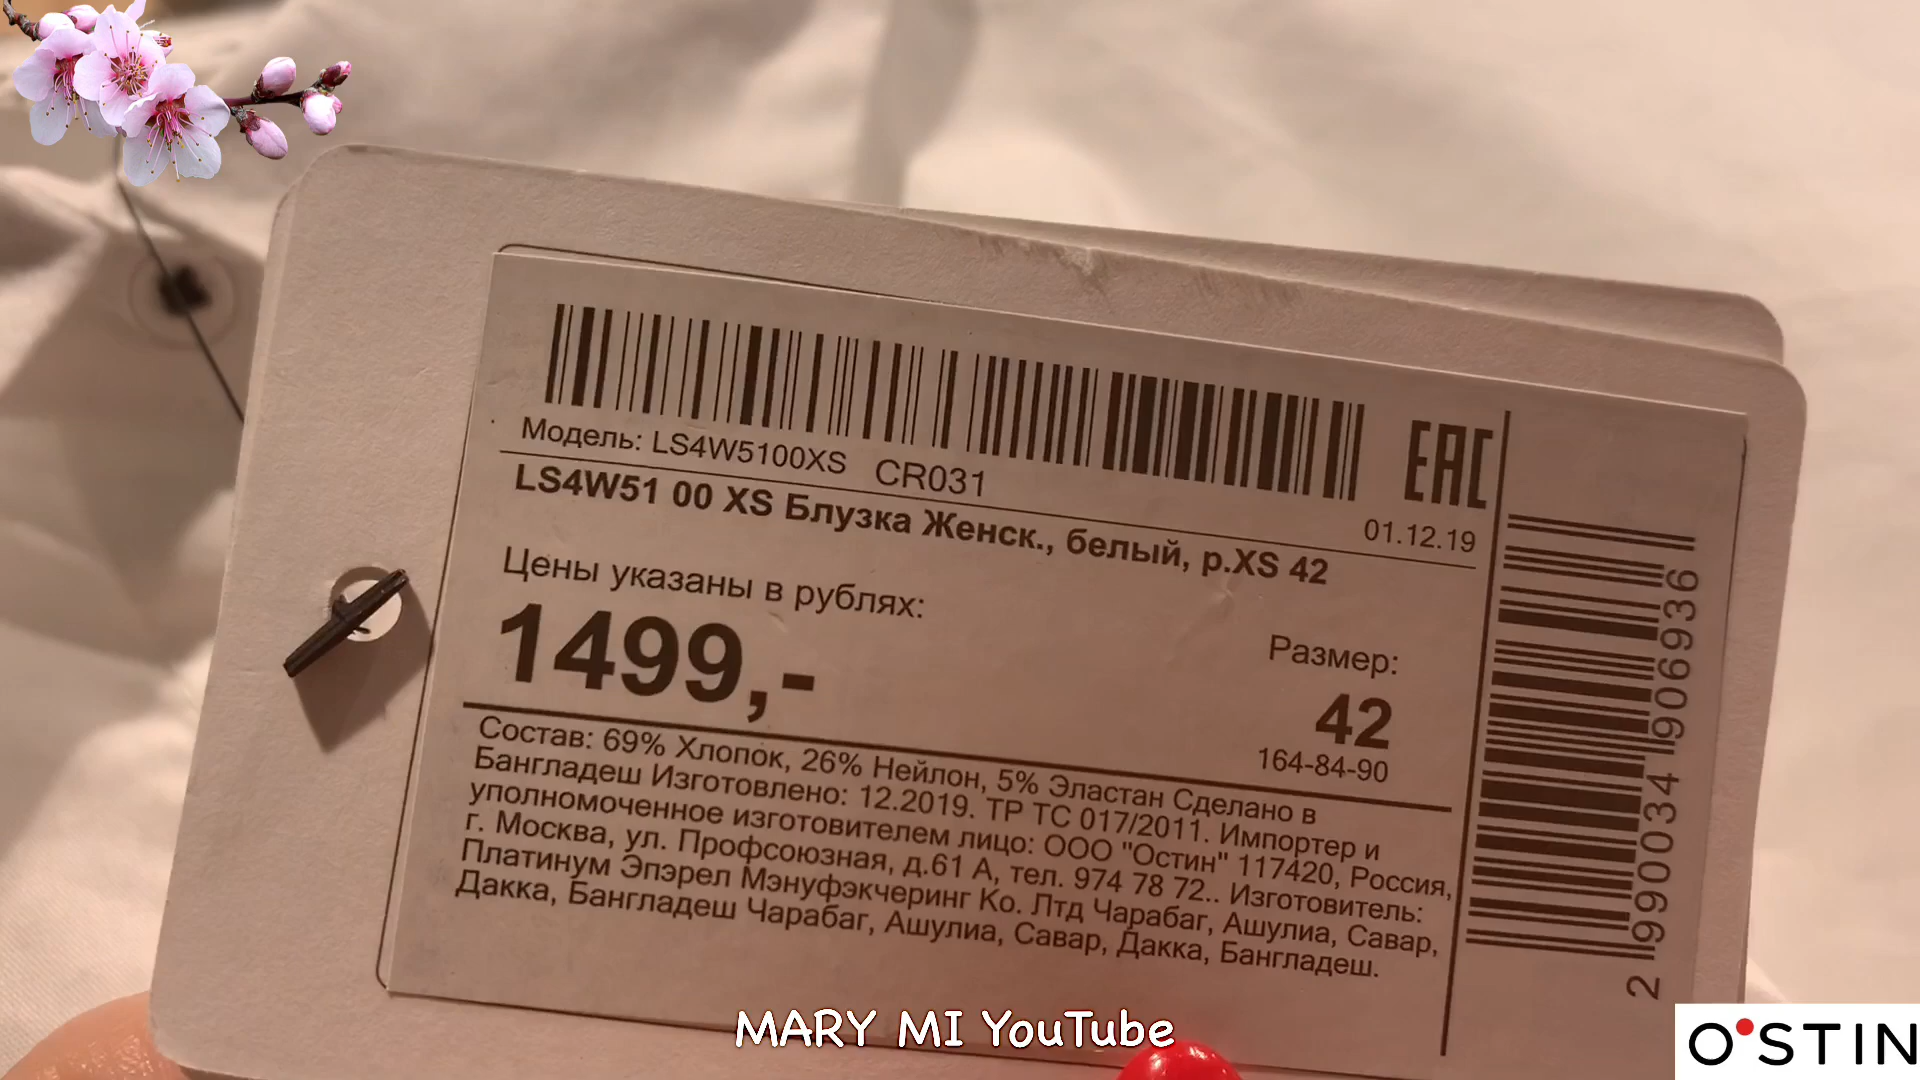 Модель: LS4W5100XS CR031
EAC
01.12.19
LS4W51 00 XS Блузка Женск., белый, р.XS 42
Цены указаны в рублях:
1499,-
Размер:
42
164-84-90
Состав: 69% Хлопок, 26% Нейлон, 5% Эластан Сделано в
Бангладеш Изготовлено: 12.2019. ТР ТС 017/2011. Импортер и
уполномоченное изготовителем лицо: ООО "Остин" 117420, Россия,
г. Москва, ул. Профсоюзная, д.61 А, тел. 974 78 72.. Изготовитель:
Платинум Эпэрел Мэнуфэкчеринг Ко. Лтд Чарабаг, Ашулиа, Савар,
Дакка, Бангладеш Чарабаг, Ашулиа, Савар, Дакка, Бангладеш.
2 990034 906936
MARY MI YouTube
O'STIN